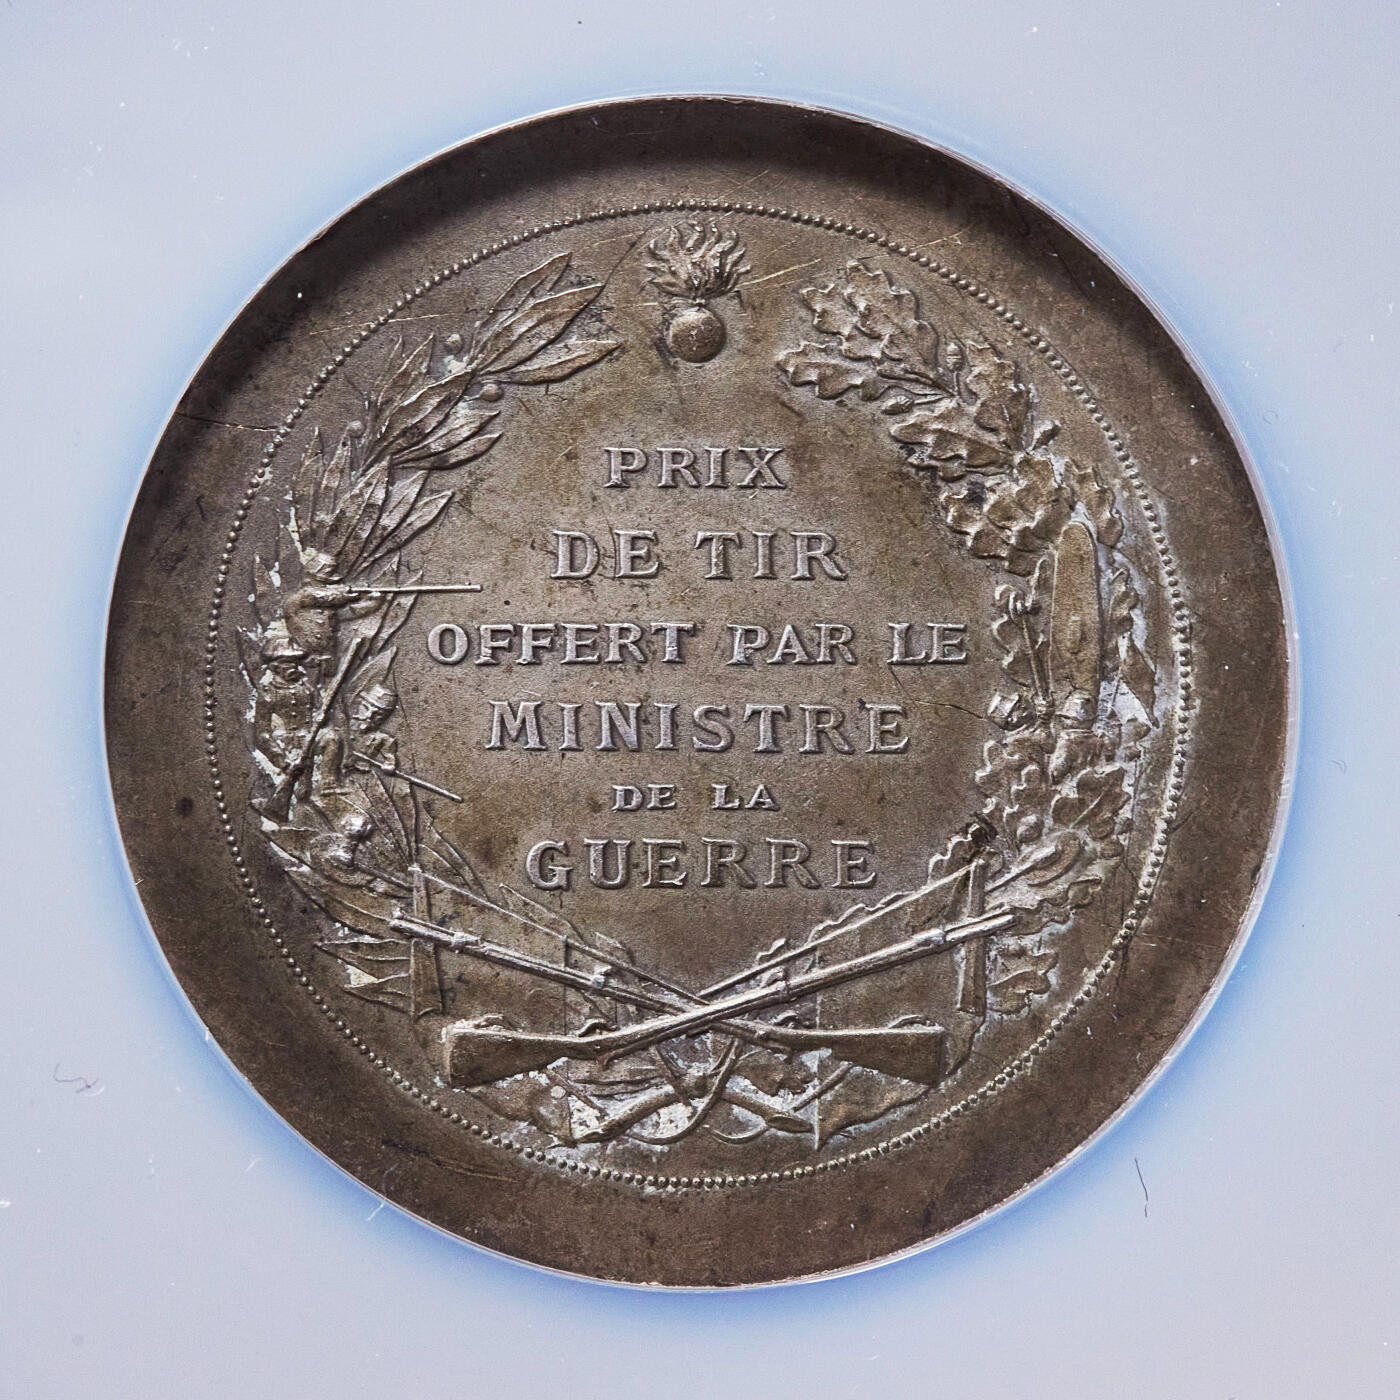 PRIX
DE TIR
OFFERT PAR LE
MINISTRE
DE LA
GUERRE